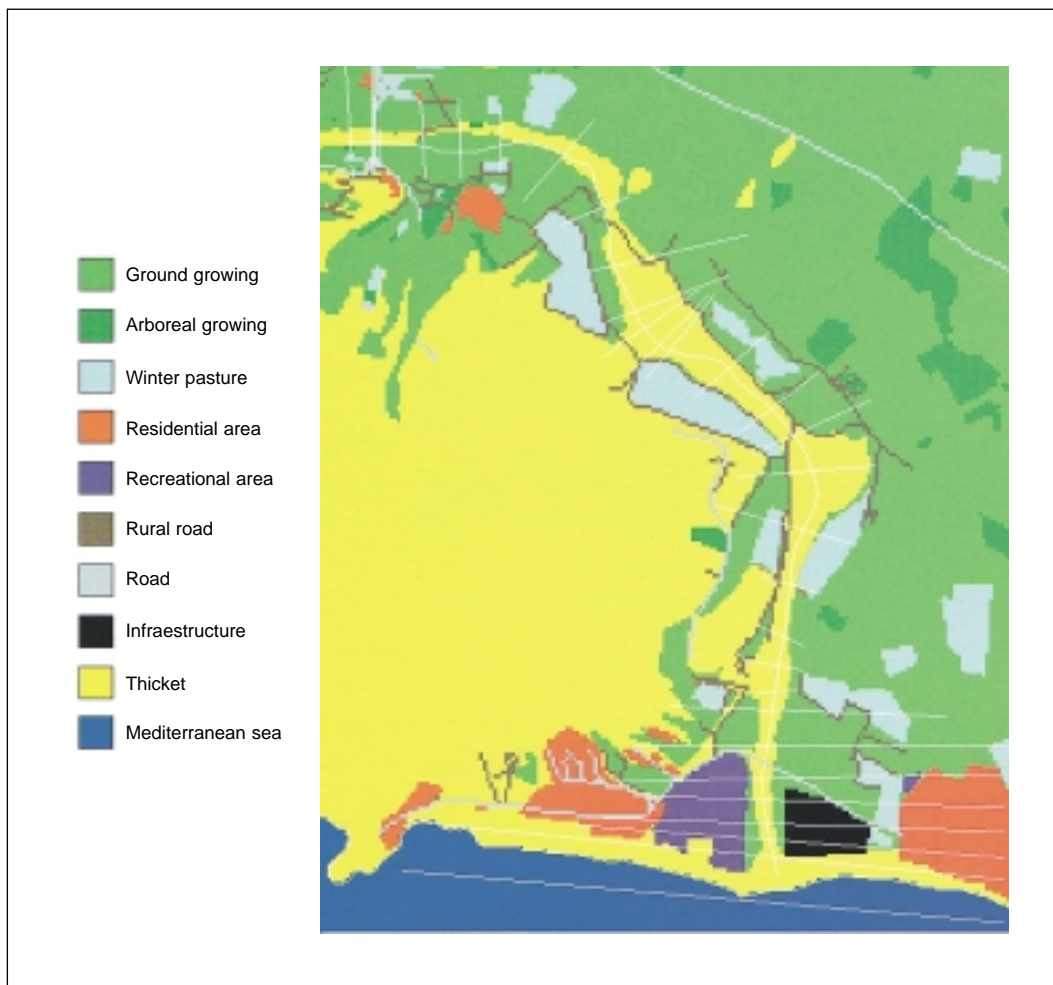 Ground growing
Arboreal growing
Winter pasture
Residential area
Recreational area
Rural road
Road
Infraestructure
Thicket
Mediterranean sea